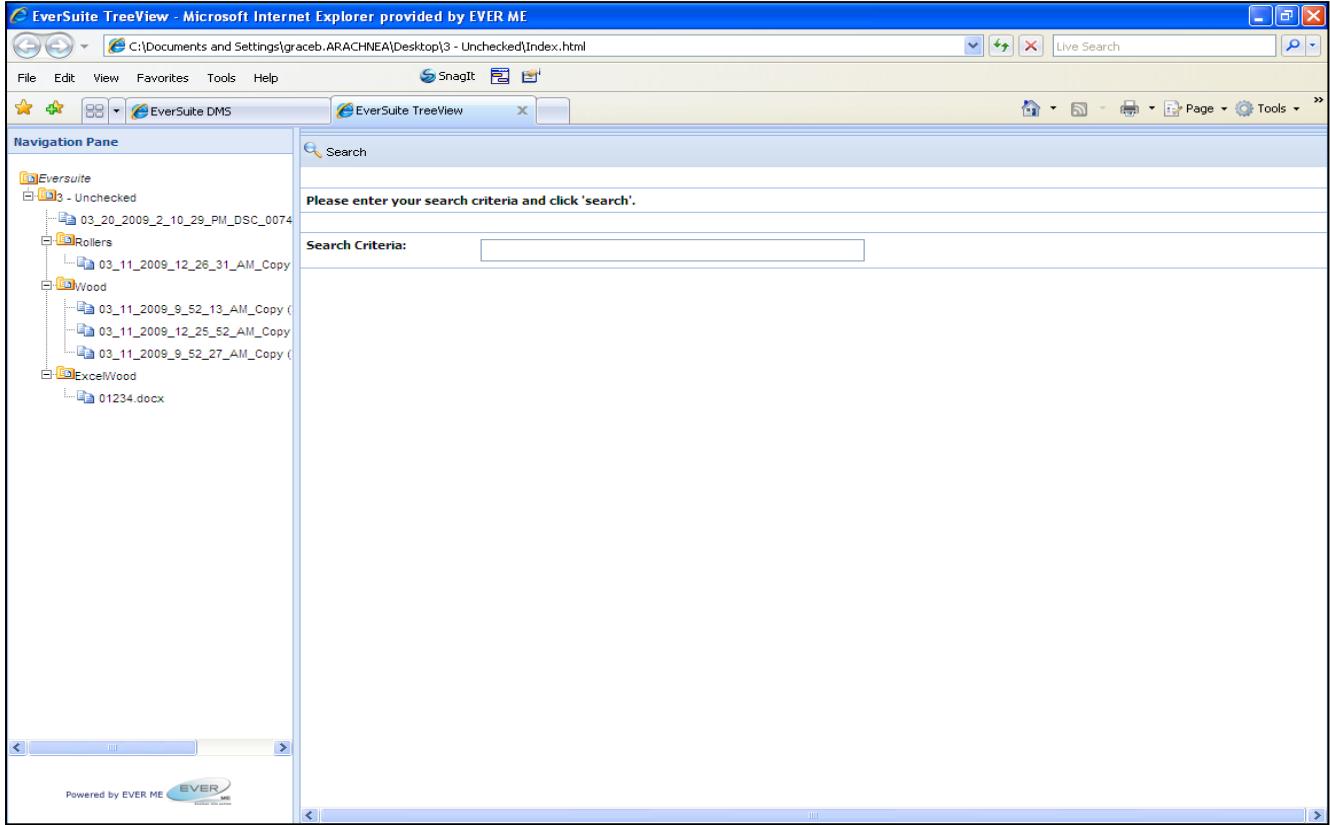 EverSuite TreeView - Microsoft Internet Explorer provided by EVER ME
C:\Documents and Settings\graceb.ARACHNEA\Desktop\3 - Unchecked\Index.html
Live Search
File Edit View Favorites Tools Help
SnagIt
EverSuite DMS
EverSuite TreeView
Page
Tools
Navigation Pane
Eversuite
3 - Unchecked
03_20_2009_2_10_29_PM_DSC_0074
Rollers
03_11_2009_12_26_31_AM_Copy
Wood
03_11_2009_9_52_13_AM_Copy (
03_11_2009_12_25_52_AM_Copy
03_11_2009_9_52_27_AM_Copy (
ExcelWood
01234.docx
Powered by EVER ME
EVER
ME
Search
Please enter your search criteria and click 'search'.
Search Criteria: